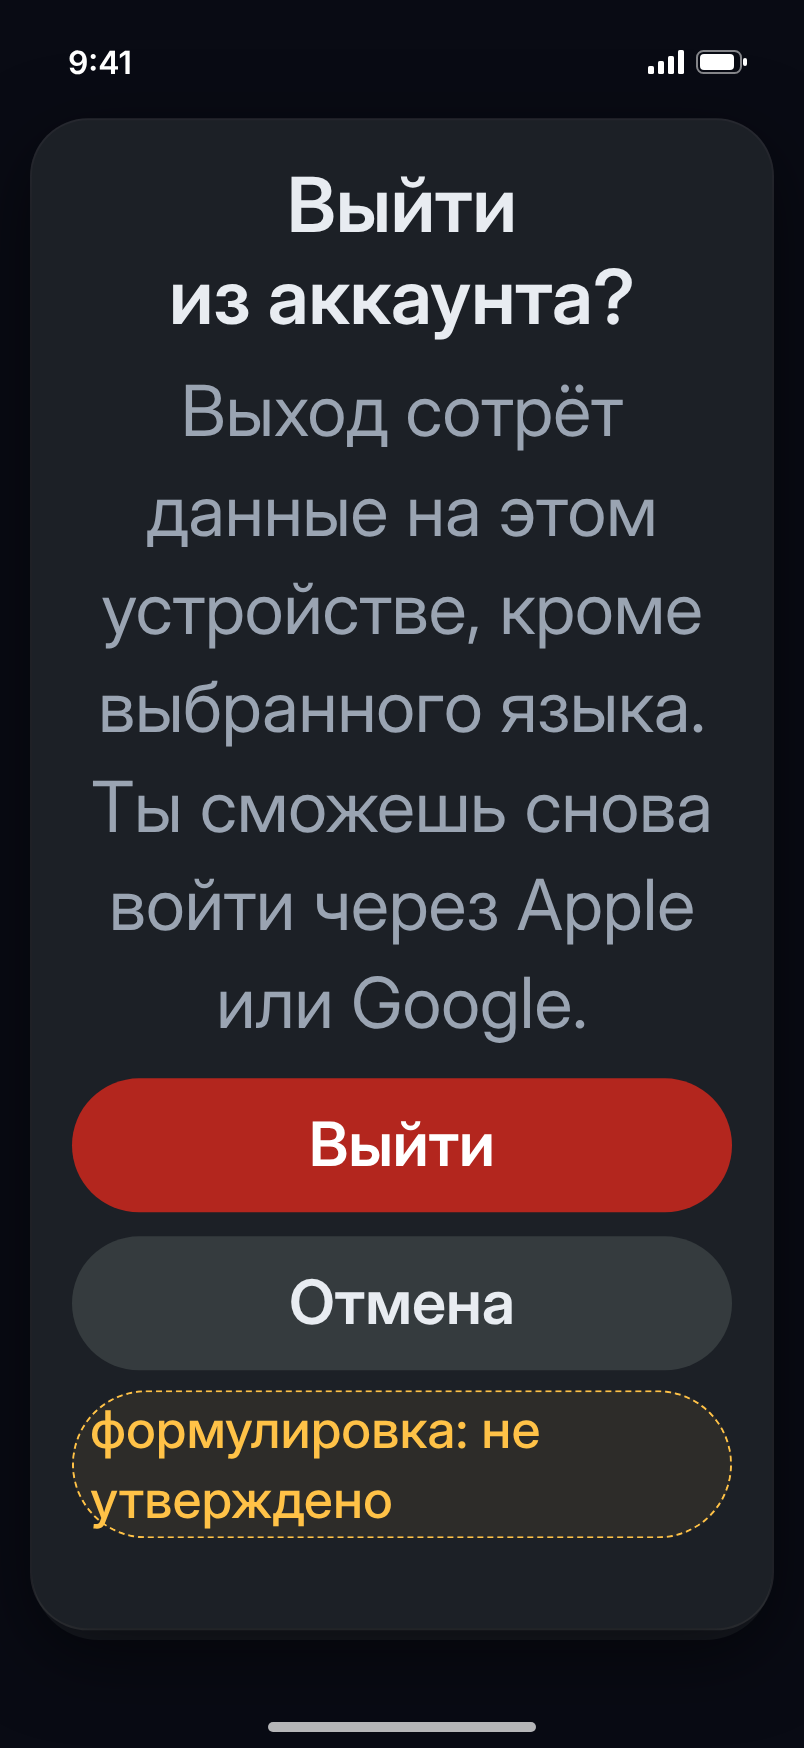 9:41
Выйти
из аккаунта?
Выход сотрёт
данные на этом
устройстве, кроме
выбранного языка.
Ты сможешь снова
войти через Apple
или Google.
Выйти
Отмена
формулировка: не
утверждено